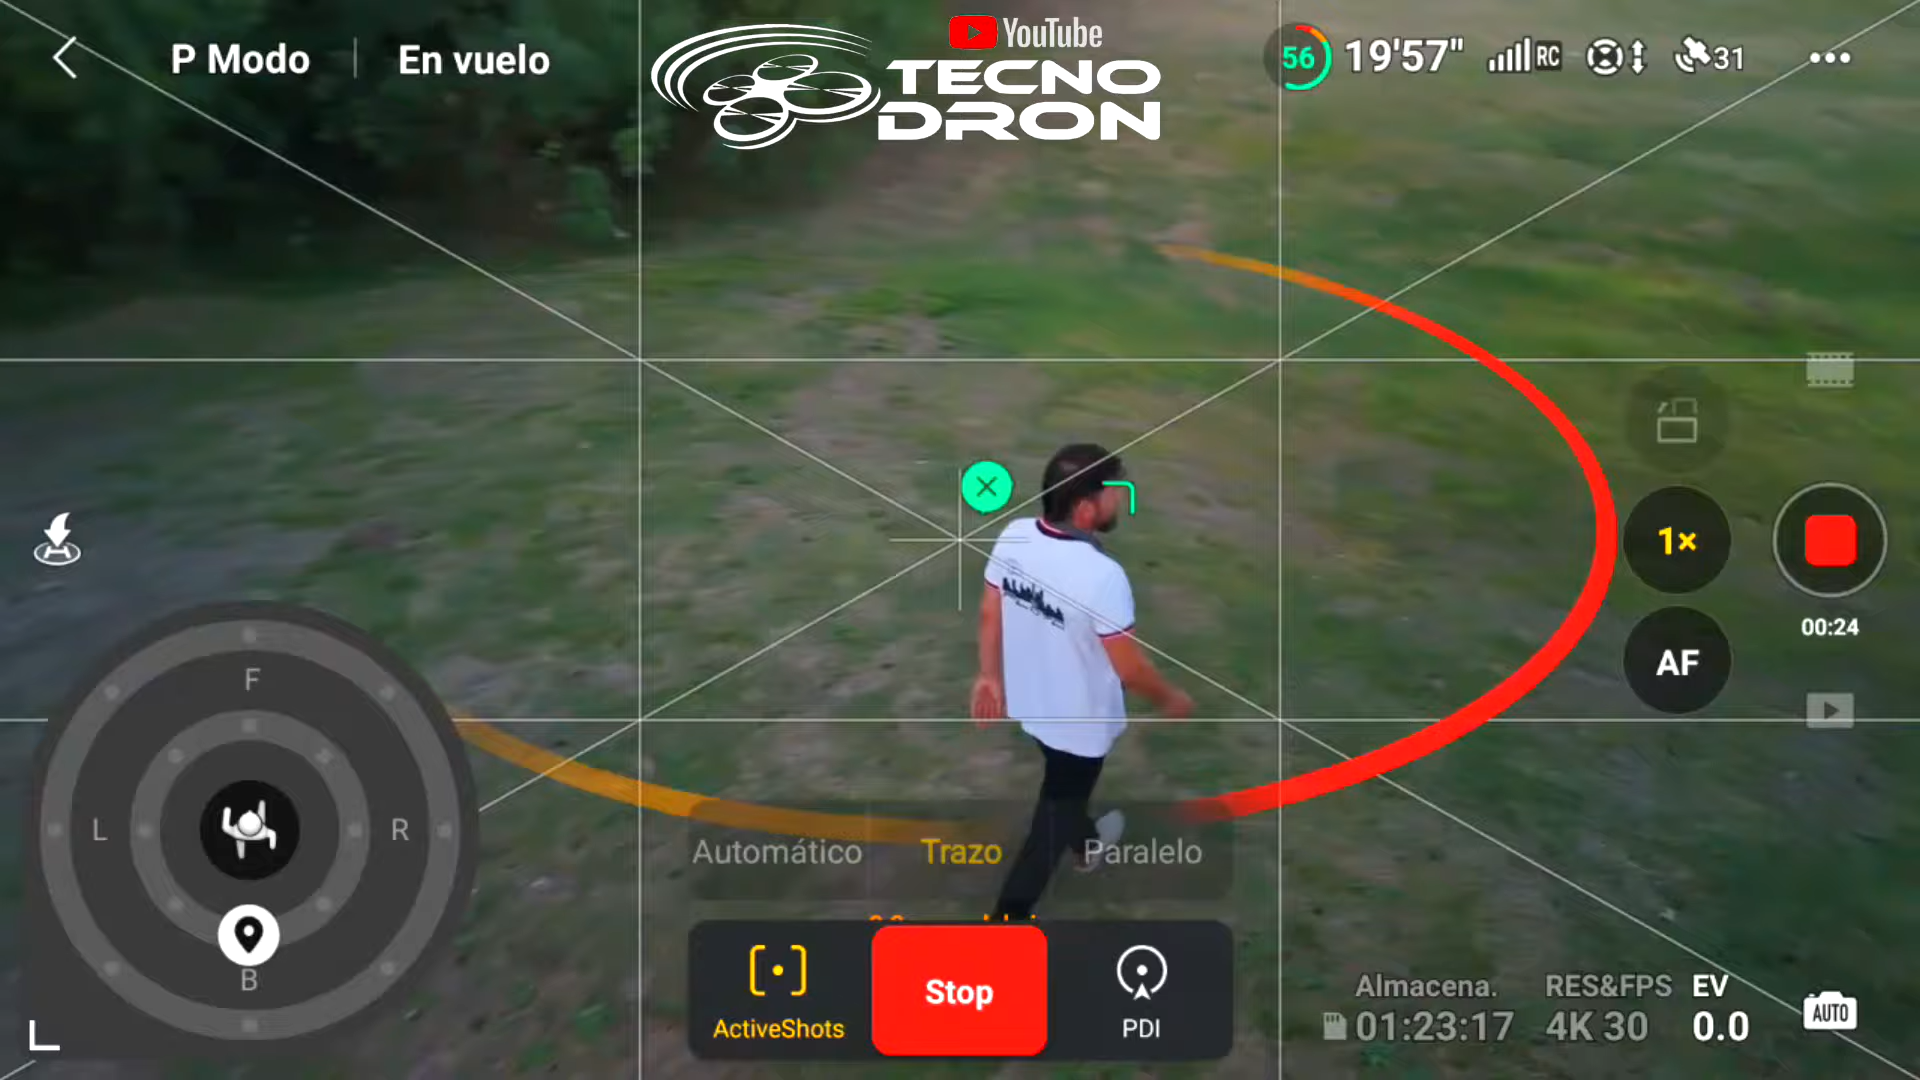 P Modo
En vuelo
YouTube
TECNO
DRON
56
19'57"
RC
31
1×
00:24
AF
F
L
R
B
Automático
Trazo
Paralelo
ActiveShots
Stop
PDI
Almacena.
01:23:17
RES&FPS
4K 30
EV
0.0
AUTO